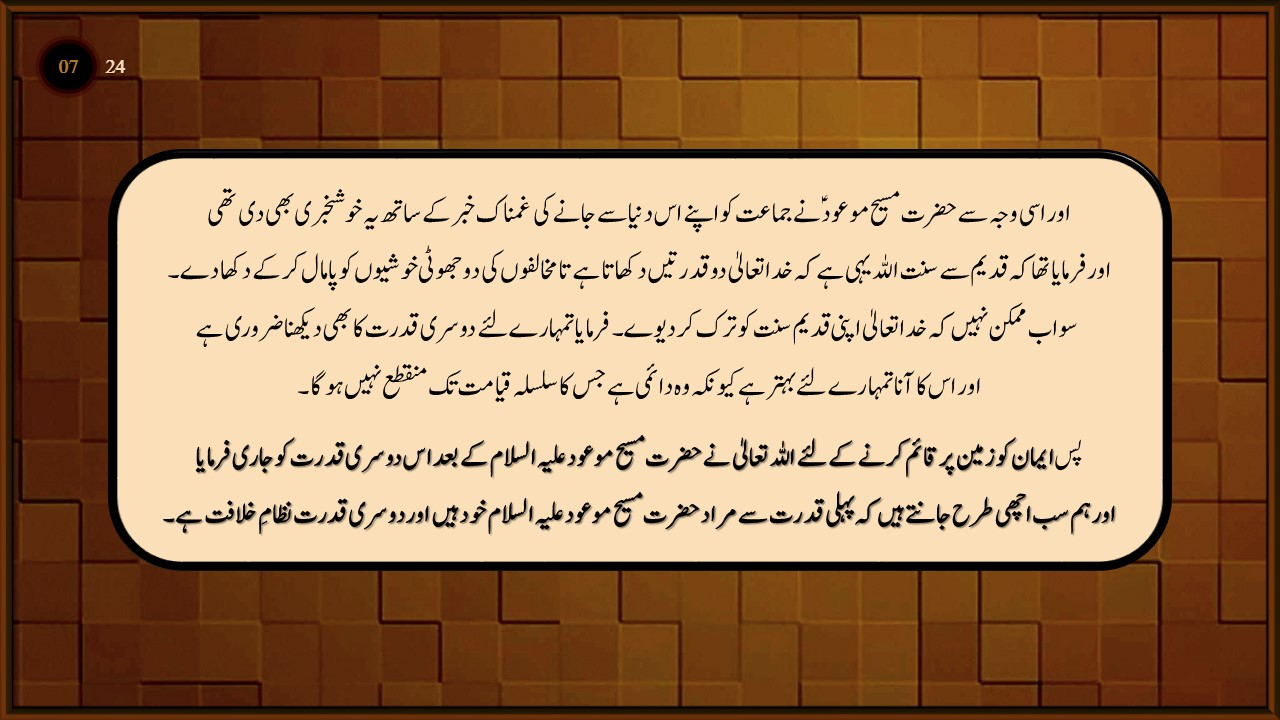 07 24
اور اسی وجہ سے حضرت مسیح موعودؑ نے جماعت کو اپنے اس دنیا سے جانے کی غمناک خبر کے ساتھ یہ خوشخبری بھی دی تھی
اور فرمایا تھا کہ قدیم سے سنت اللہ یہی ہے کہ خدا تعالیٰ دو قدرتیں دکھاتا ہے تا مخالفوں کی دو جھوٹی خوشیوں کو پامال کر کے دکھا دے۔
سو اب ممکن نہیں کہ خدا تعالیٰ اپنی قدیم سنت کو ترک کر دیوے۔ فرمایا تمہارے لئے دوسری قدرت کا بھی دیکھنا ضروری ہے
اور اس کا آنا تمہارے لئے بہتر ہے کیونکہ وہ دائمی ہے جس کا سلسلہ قیامت تک منقطع نہیں ہو گا۔
پس ایمان کو زمین پر قائم کرنے کے لئے اللہ تعالیٰ نے حضرت مسیح موعود علیہ السلام کے بعد اس دوسری قدرت کو جاری فرمایا
اور ہم سب اچھی طرح جانتے ہیں کہ پہلی قدرت سے مراد حضرت مسیح موعود علیہ السلام خود ہیں اور دوسری قدرت نظامِ خلافت ہے۔